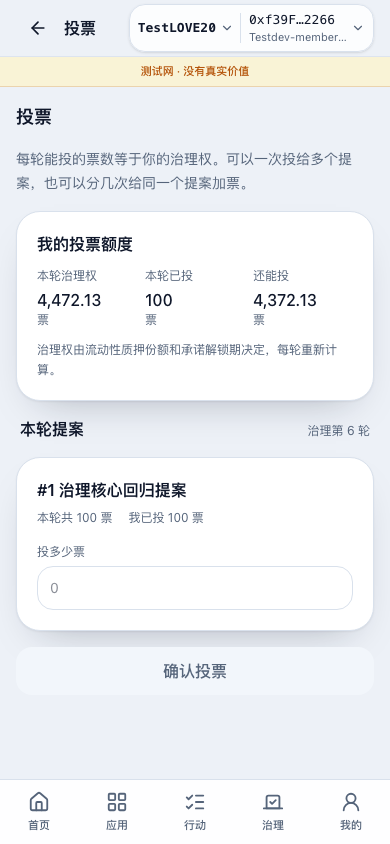 投票
TestLOVE20
0xf39F…2266
Testdev-member…
测试网 · 没有真实价值
投票
每轮能投的票数等于你的治理权。可以一次投给多个提
案，也可以分几次给同一个提案加票。
我的投票额度
本轮治理权 本轮已投 还能投
4,472.13 100 4,372.13
票 票 票
治理权由流动性质押份额和承诺解锁期决定，每轮重新计
算。
本轮提案 治理第 6 轮
#1 治理核心回归提案
本轮共 100 票 我已投 100 票
投多少票
0
确认投票
首页 应用 行动 治理 我的